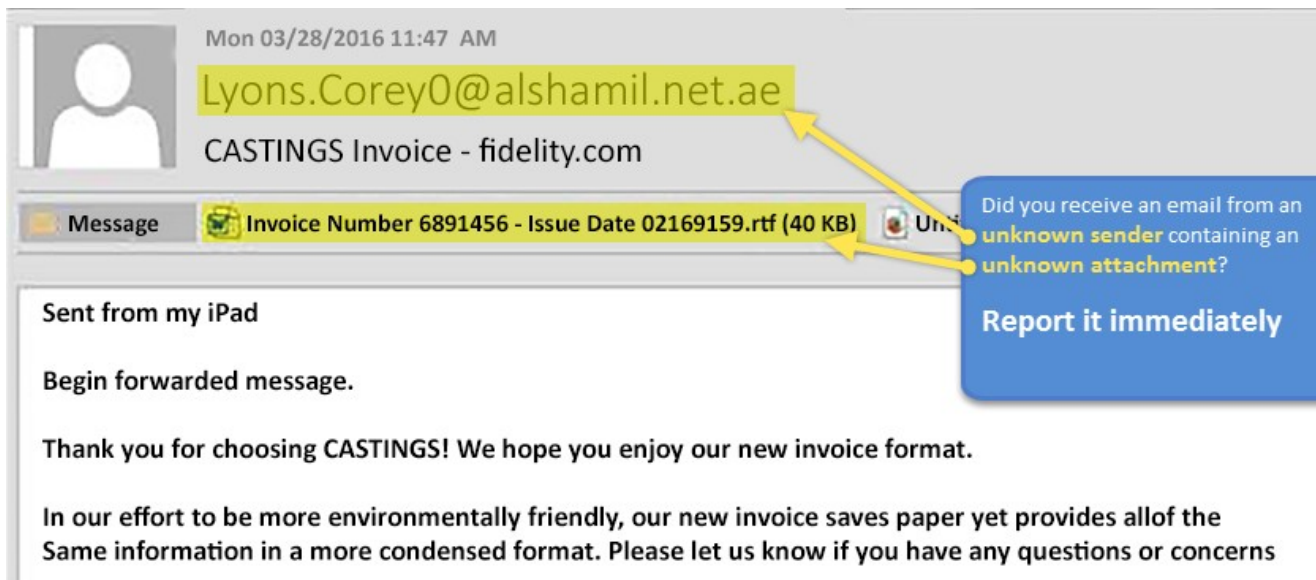 Mon 03/28/2016 11:47 AM
Lyons.Corey0@alshamil.net.ae
CASTINGS Invoice - fidelity.com
Message
Invoice Number 6891456 - Issue Date 02169159.rtf (40 KB)
Did you receive an email from an
unknown sender containing an
unknown attachment?
Report it immediately
Sent from my iPad
Begin forwarded message.
Thank you for choosing CASTINGS! We hope you enjoy our new invoice format.
In our effort to be more environmentally friendly, our new invoice saves paper yet provides allof the
Same information in a more condensed format. Please let us know if you have any questions or concerns